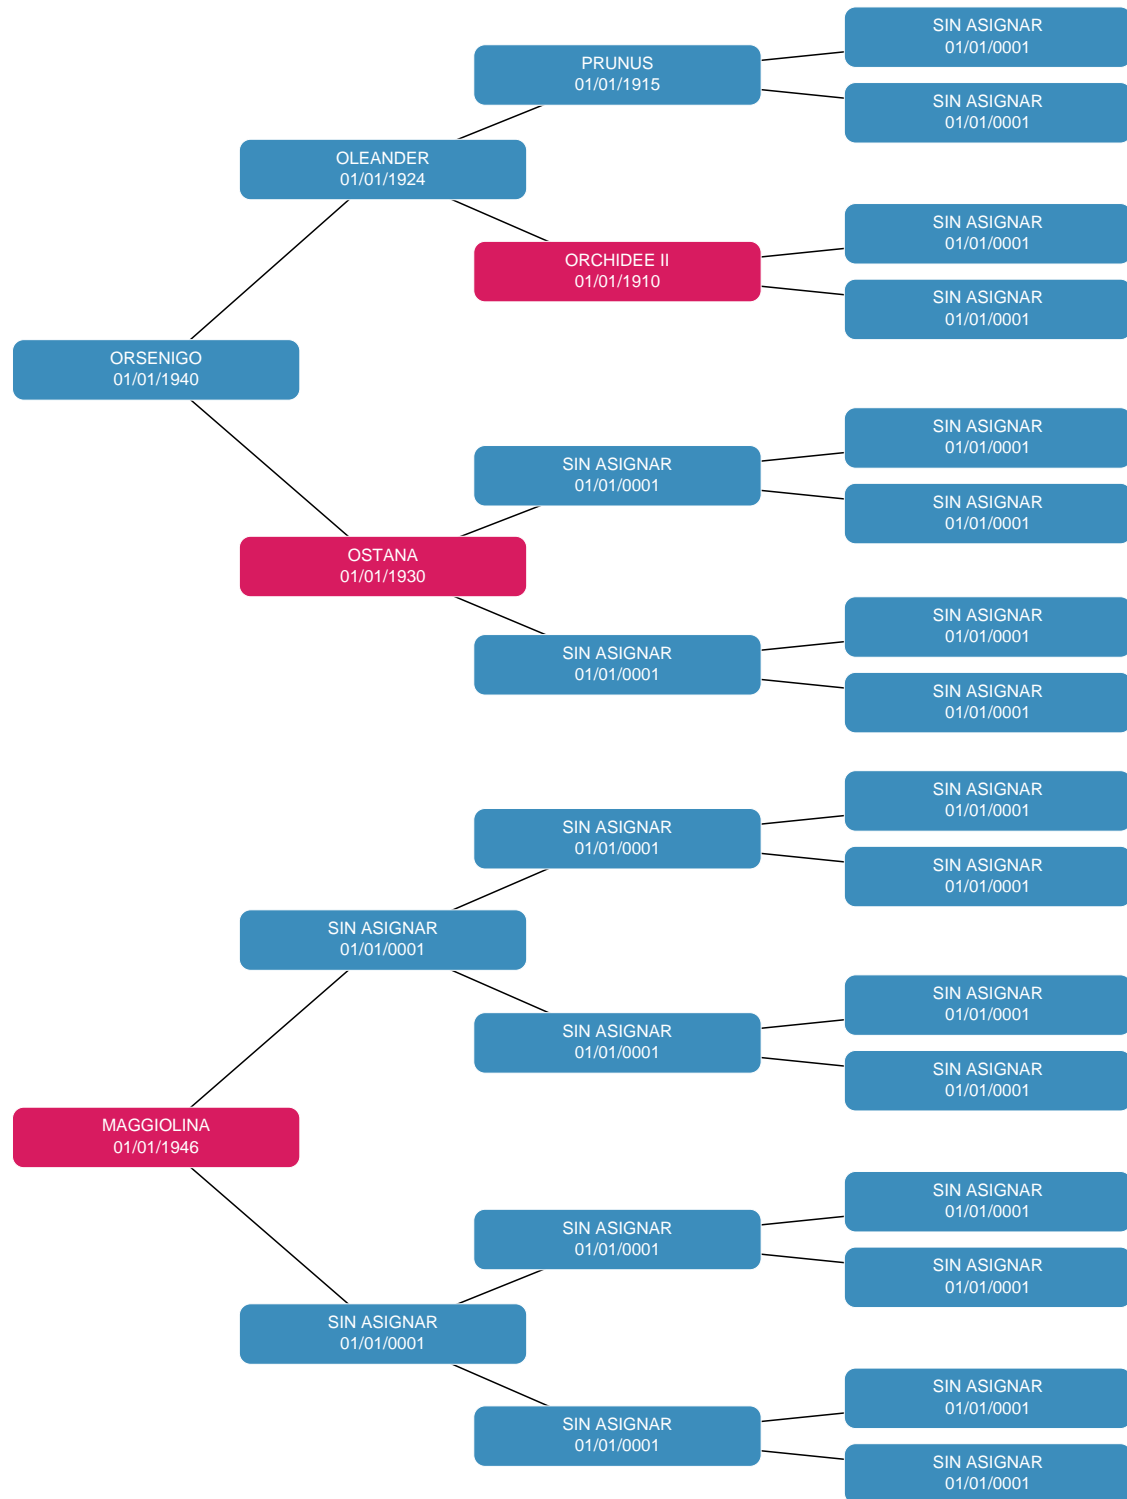 SIN ASIGNAR
01/01/0001
PRUNUS
01/01/1915
SIN ASIGNAR
01/01/0001
OLEANDER
01/01/1924
SIN ASIGNAR
01/01/0001
ORCHIDEE II
01/01/1910
SIN ASIGNAR
01/01/0001
ORSENIGO
01/01/1940
SIN ASIGNAR
01/01/0001
SIN ASIGNAR
01/01/0001
SIN ASIGNAR
01/01/0001
OSTANA
01/01/1930
SIN ASIGNAR
01/01/0001
SIN ASIGNAR
01/01/0001
SIN ASIGNAR
01/01/0001
SIN ASIGNAR
01/01/0001
SIN ASIGNAR
01/01/0001
SIN ASIGNAR
01/01/0001
SIN ASIGNAR
01/01/0001
SIN ASIGNAR
01/01/0001
SIN ASIGNAR
01/01/0001
SIN ASIGNAR
01/01/0001
MAGGIOLINA
01/01/1946
SIN ASIGNAR
01/01/0001
SIN ASIGNAR
01/01/0001
SIN ASIGNAR
01/01/0001
SIN ASIGNAR
01/01/0001
SIN ASIGNAR
01/01/0001
SIN ASIGNAR
01/01/0001
SIN ASIGNAR
01/01/0001